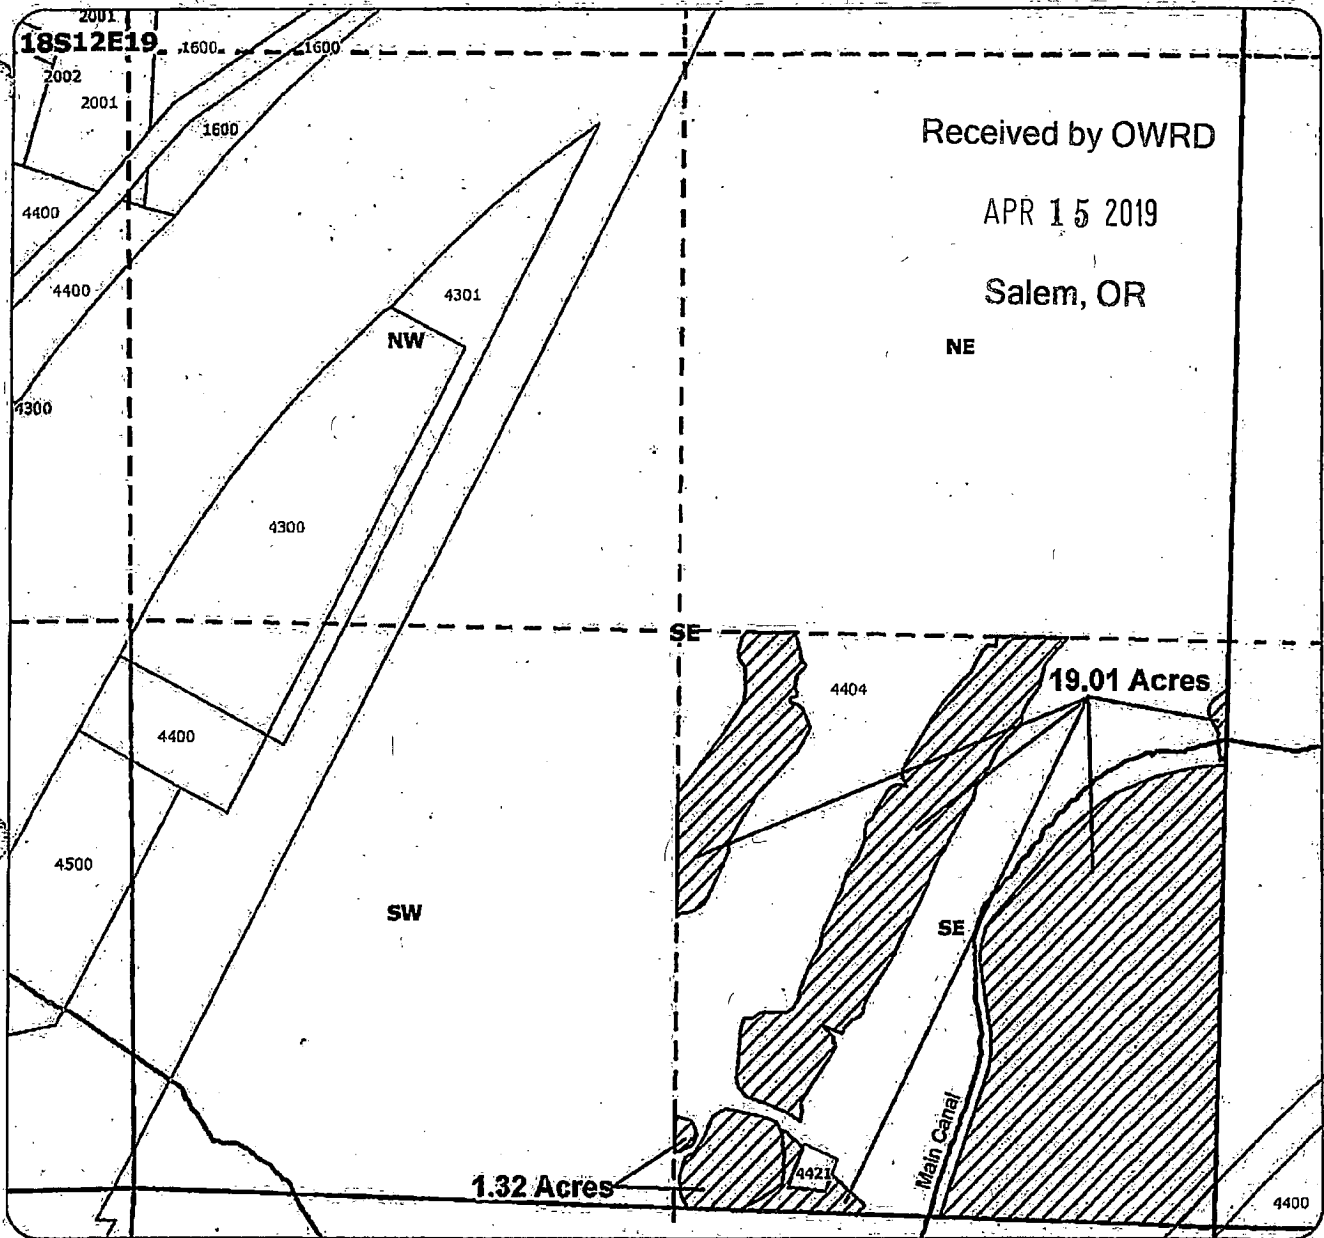 2001
18S12E19
1600
1600
2002
2001
1600
Received by OWRD
APR 15 2019
Salem, OR
4400
4400
4301
NW
NE
4300
4300
SE
4404
19.01 Acres
4400
4500
SW
SE
Main Canal
4421
1.32 Acres
4400